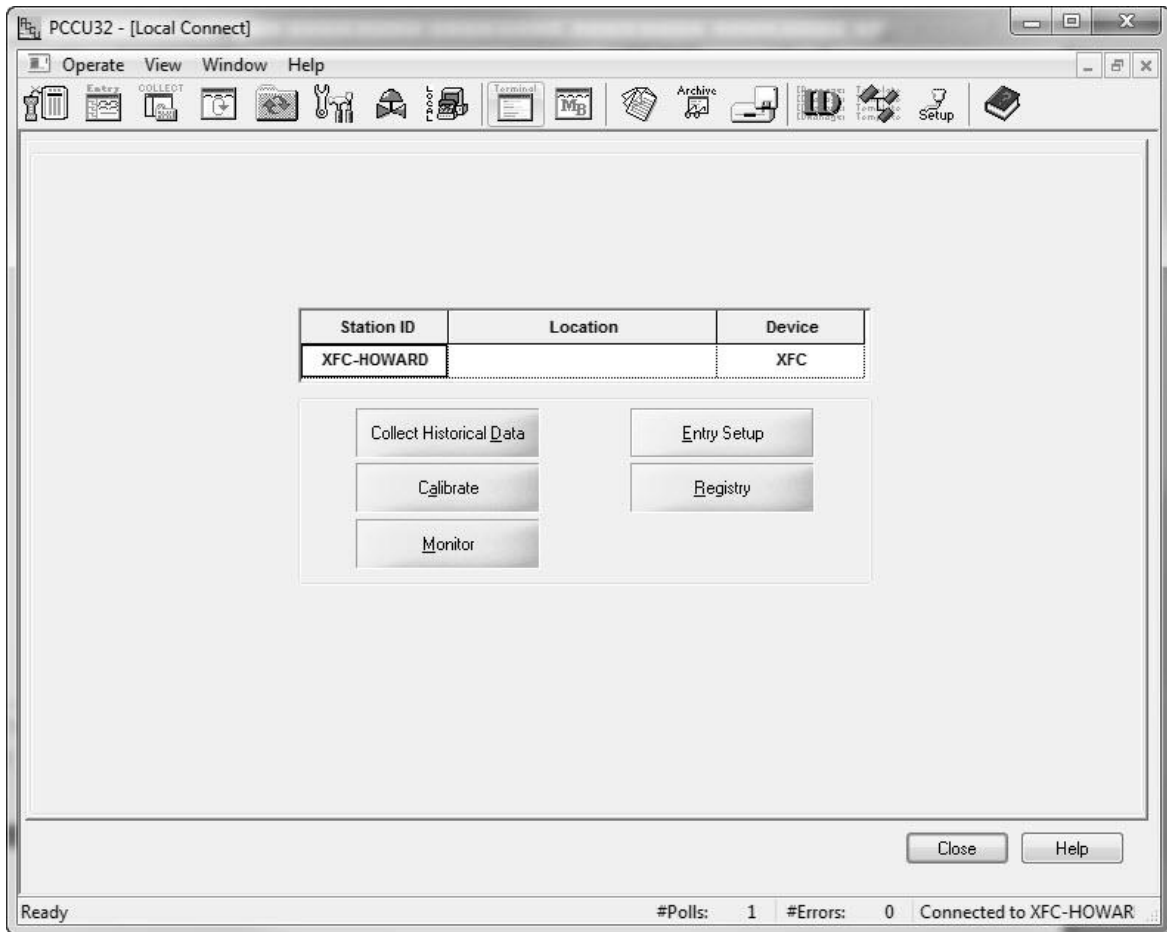 PCCU32 - [Local Connect]
Operate View Window Help
Entry COLLECT LOCAL Terminal MB Archive ID Setup
Station ID Location Device
XFC-HOWARD XFC
Collect Historical Data Entry Setup
Calibrate Registry
Monitor
Close Help
Ready #Polls: 1 #Errors: 0 Connected to XFC-HOWAR